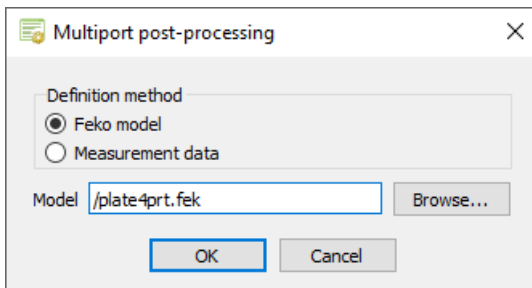 Multiport post-processing
Definition method
Feko model
Measurement data
Model /plate4prt.fek Browse...
OK Cancel